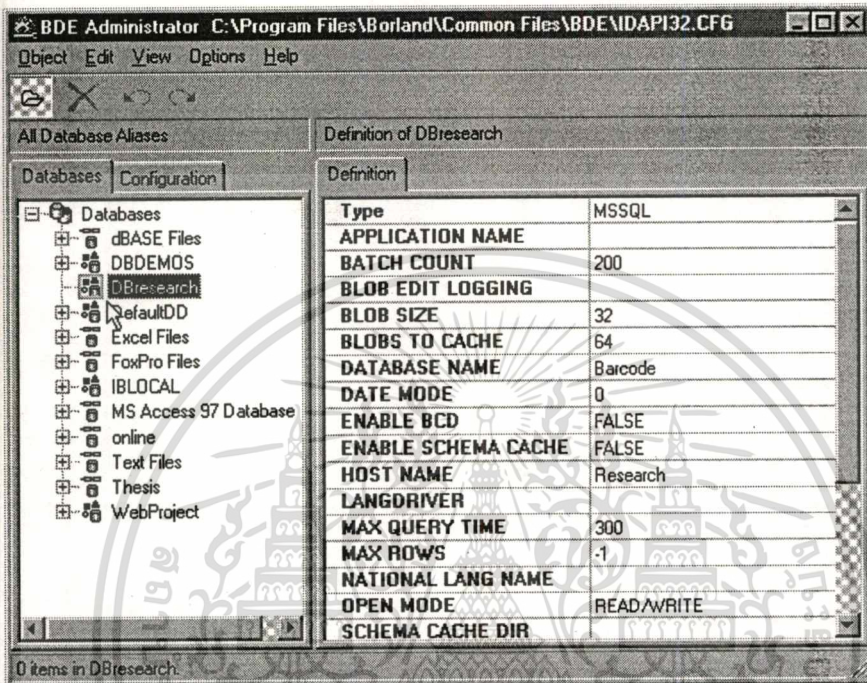 BDE Administrator C:\Program Files\Borland\Common Files\BDE\IDAPI32.CFG
Object Edit View Options Help
All Database Aliases
Definition of DBresearch
Databases Configuration
Definition
Databases
dBASE Files
DBDEMOS
DBresearch
DefaultDD
Excel Files
FoxPro Files
IBLOCAL
MS Access 97 Database
online
Text Files
Thesis
WebProject
Type MSSQL
APPLICATION NAME
BATCH COUNT 200
BLOB EDIT LOGGING
BLOB SIZE 32
BLOBS TO CACHE 64
DATABASE NAME Barcode
DATE MODE 0
ENABLE BCD FALSE
ENABLE SCHEMA CACHE FALSE
HOST NAME Research
LANGDRIVER
MAX QUERY TIME 300
MAX ROWS -1
NATIONAL LANG NAME
OPEN MODE READ/WRITE
SCHEMA CACHE DIR
0 items in DBresearch.